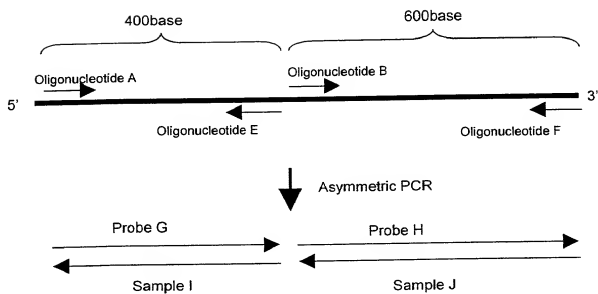 400base
600base
Oligonucleotide A
Oligonucleotide B
5'
3'
Oligonucleotide E
Oligonucleotide F
Asymmetric PCR
Probe G
Probe H
Sample I
Sample J